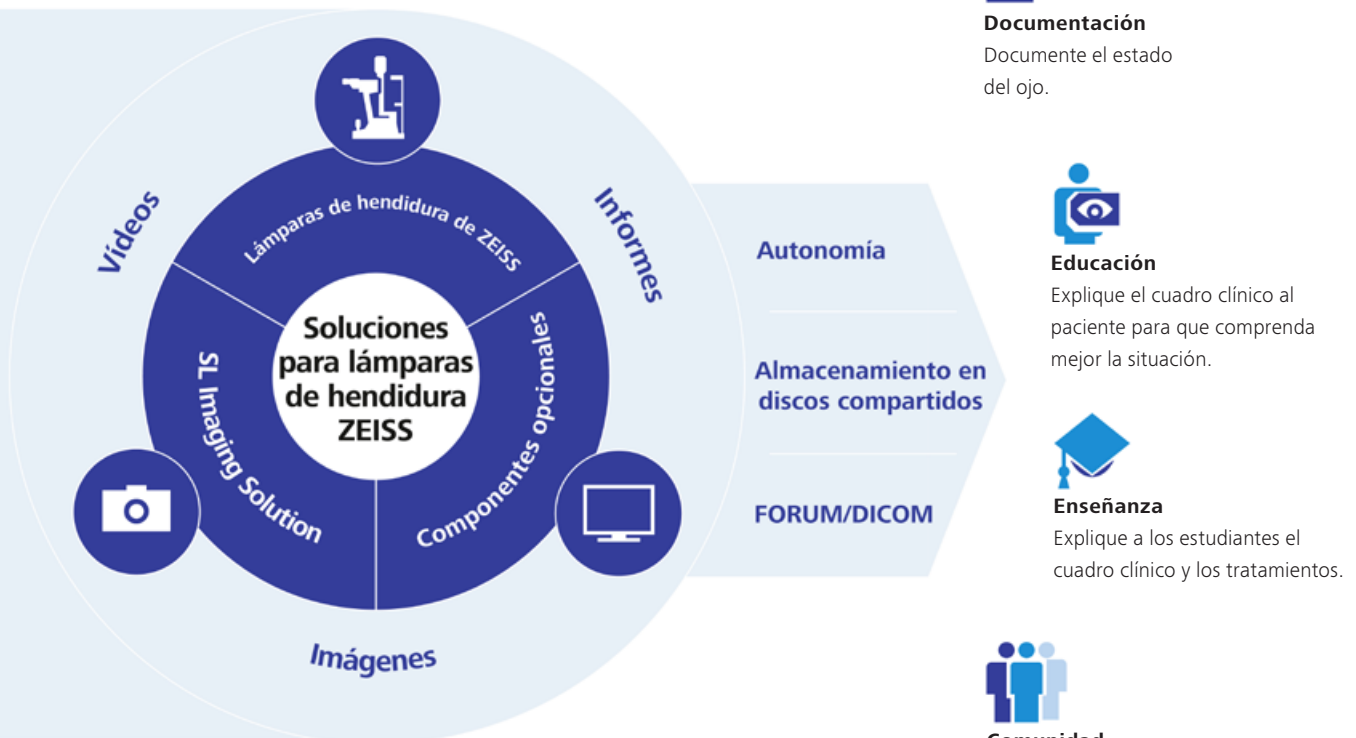 Vídeos
Informes
Imágenes
Lámparas de hendidura de ZEISS
SL Imaging Solution
Componentes opcionales
Soluciones
para lámparas
de hendidura
ZEISS
Autonomía
Almacenamiento en
discos compartidos
FORUM/DICOM
Documentación
Documente el estado
del ojo.
Educación
Explique el cuadro clínico al
paciente para que comprenda
mejor la situación.
Enseñanza
Explique a los estudiantes el
cuadro clínico y los tratamientos.
Comunidad